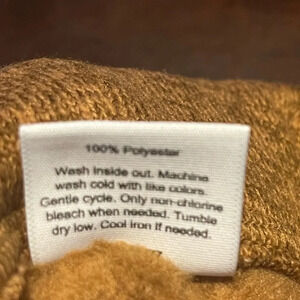 100% Polyester
Wash inside out. Machine
wash cold with like colors.
Gentle cycle. Only non-chlorine
bleach when needed. Tumble
dry low. Cool iron if needed.